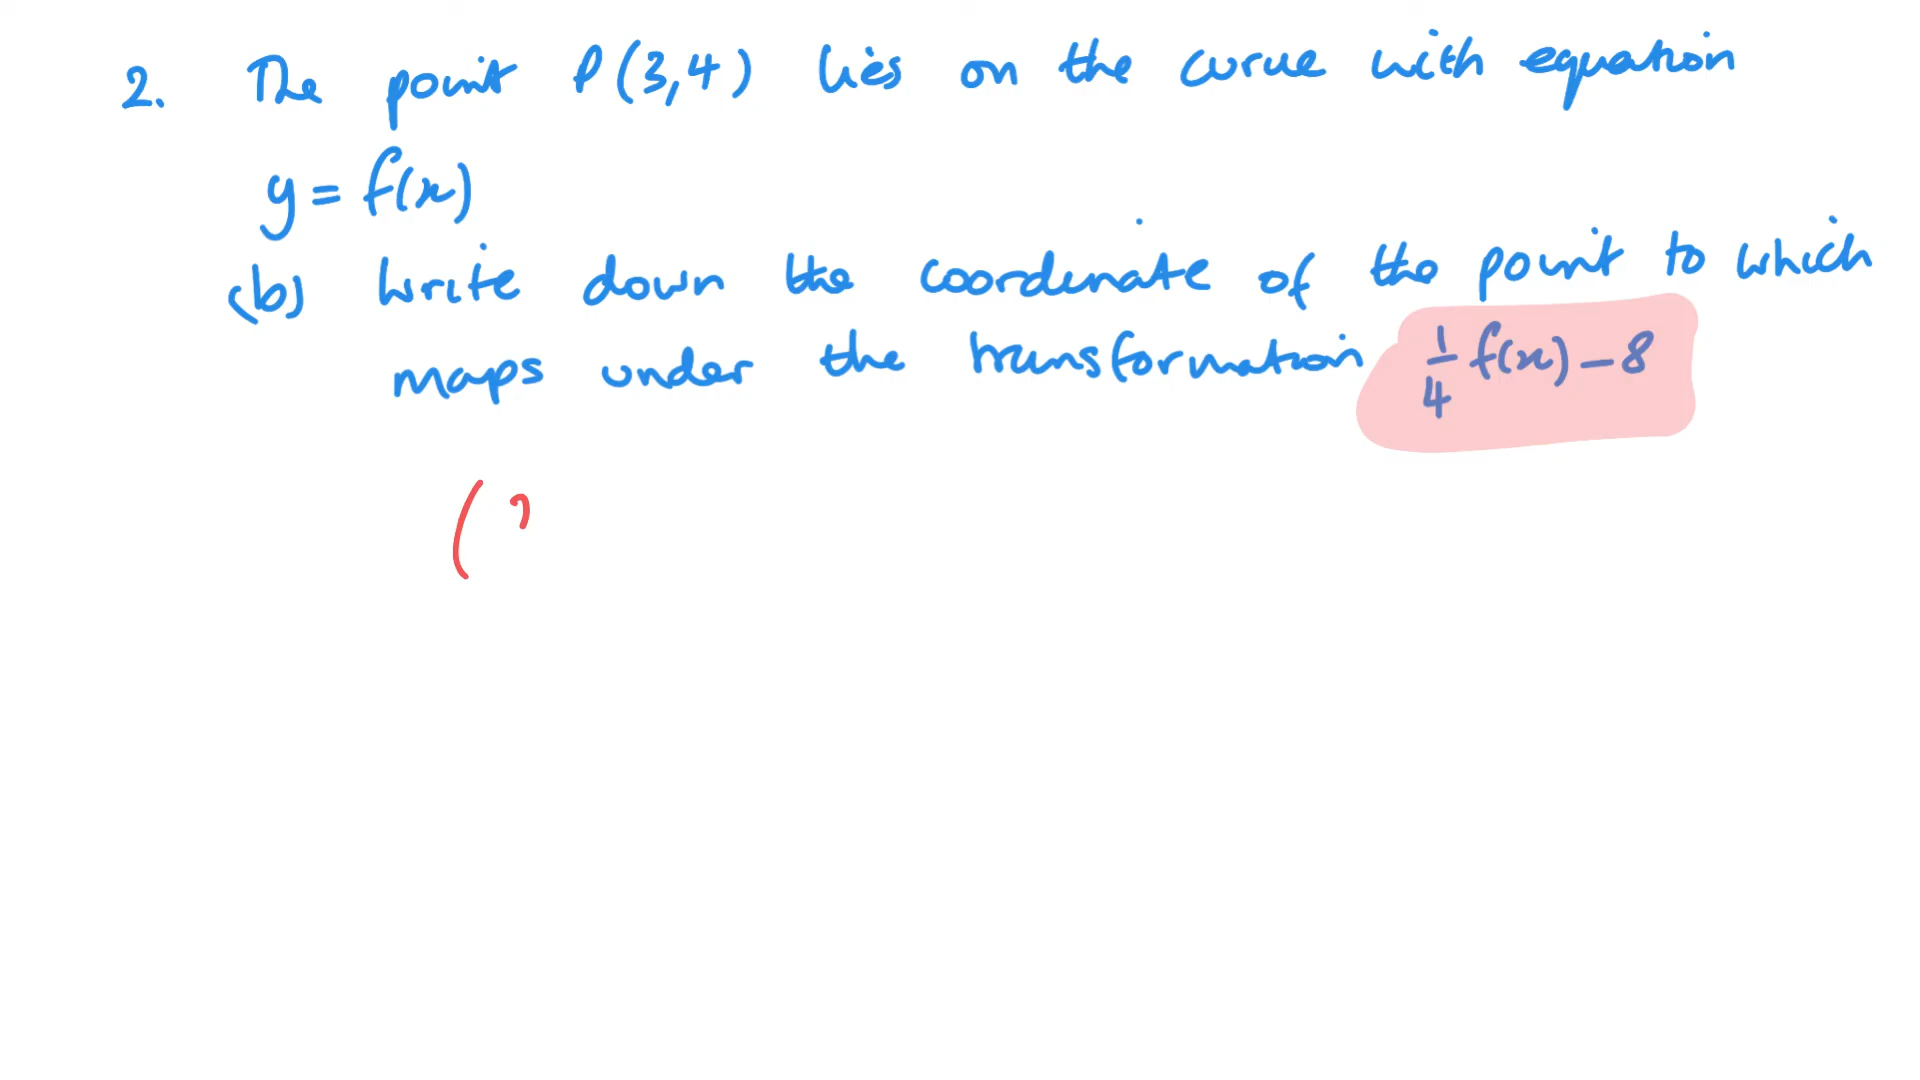 2. The point P(3,4) lies on the curve with equation
y = f(x)
(b) Write down the coordinate of the point to which
maps under the transformation 1/4 f(x) - 8
(